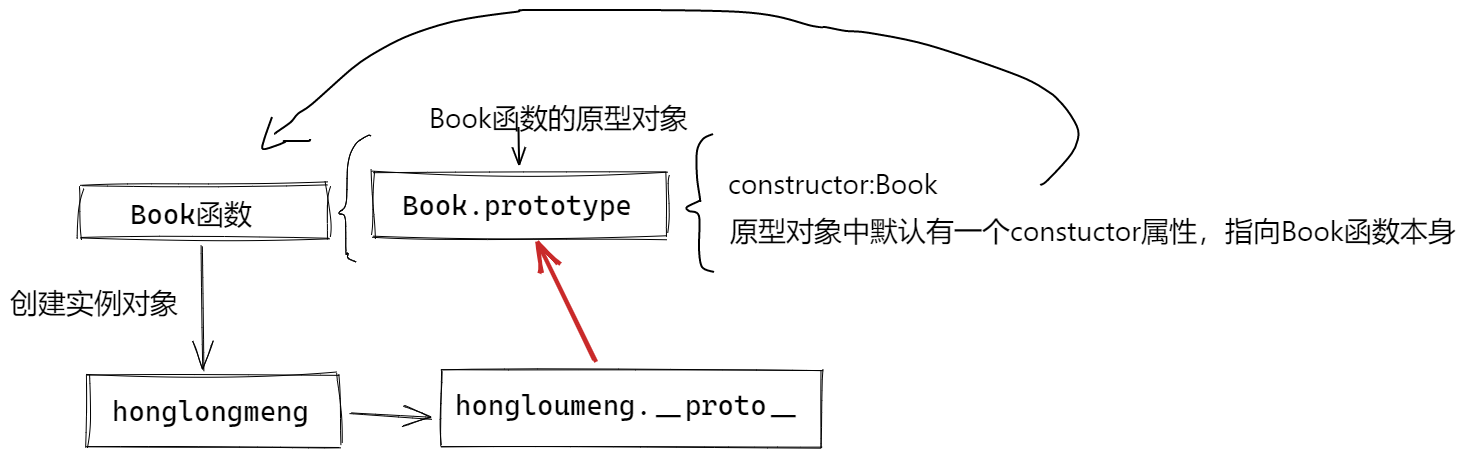 Book函数的原型对象
Book函数
Book.prototype
constructor:Book
原型对象中默认有一个constuctor属性，指向Book函数本身
创建实例对象
honglongmeng
hongloumeng.__proto__